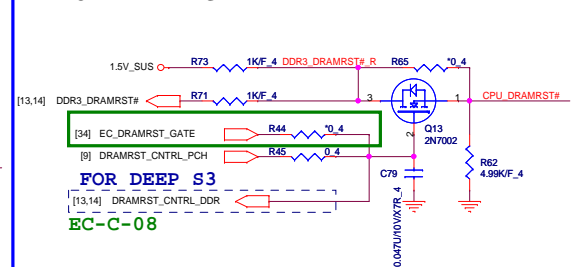 1.5V_SUS R73 1K/F_4 DDR3_DRAMRST#_R R65 *0_4
[13,14] DDR3_DRAMRST# R71 1K/F_4 3 1 CPU_DRAMRST#
[34] EC_DRAMRST_GATE R44 *0_4 2 Q13
2N7002
[9] DRAMRST_CNTRL_PCH R45 0_4
R62
4.99K/F_4
FOR DEEP S3
C79
0.047U/10V/X7R_4
[13,14] DRAMRST_CNTRL_DDR
EC-C-08